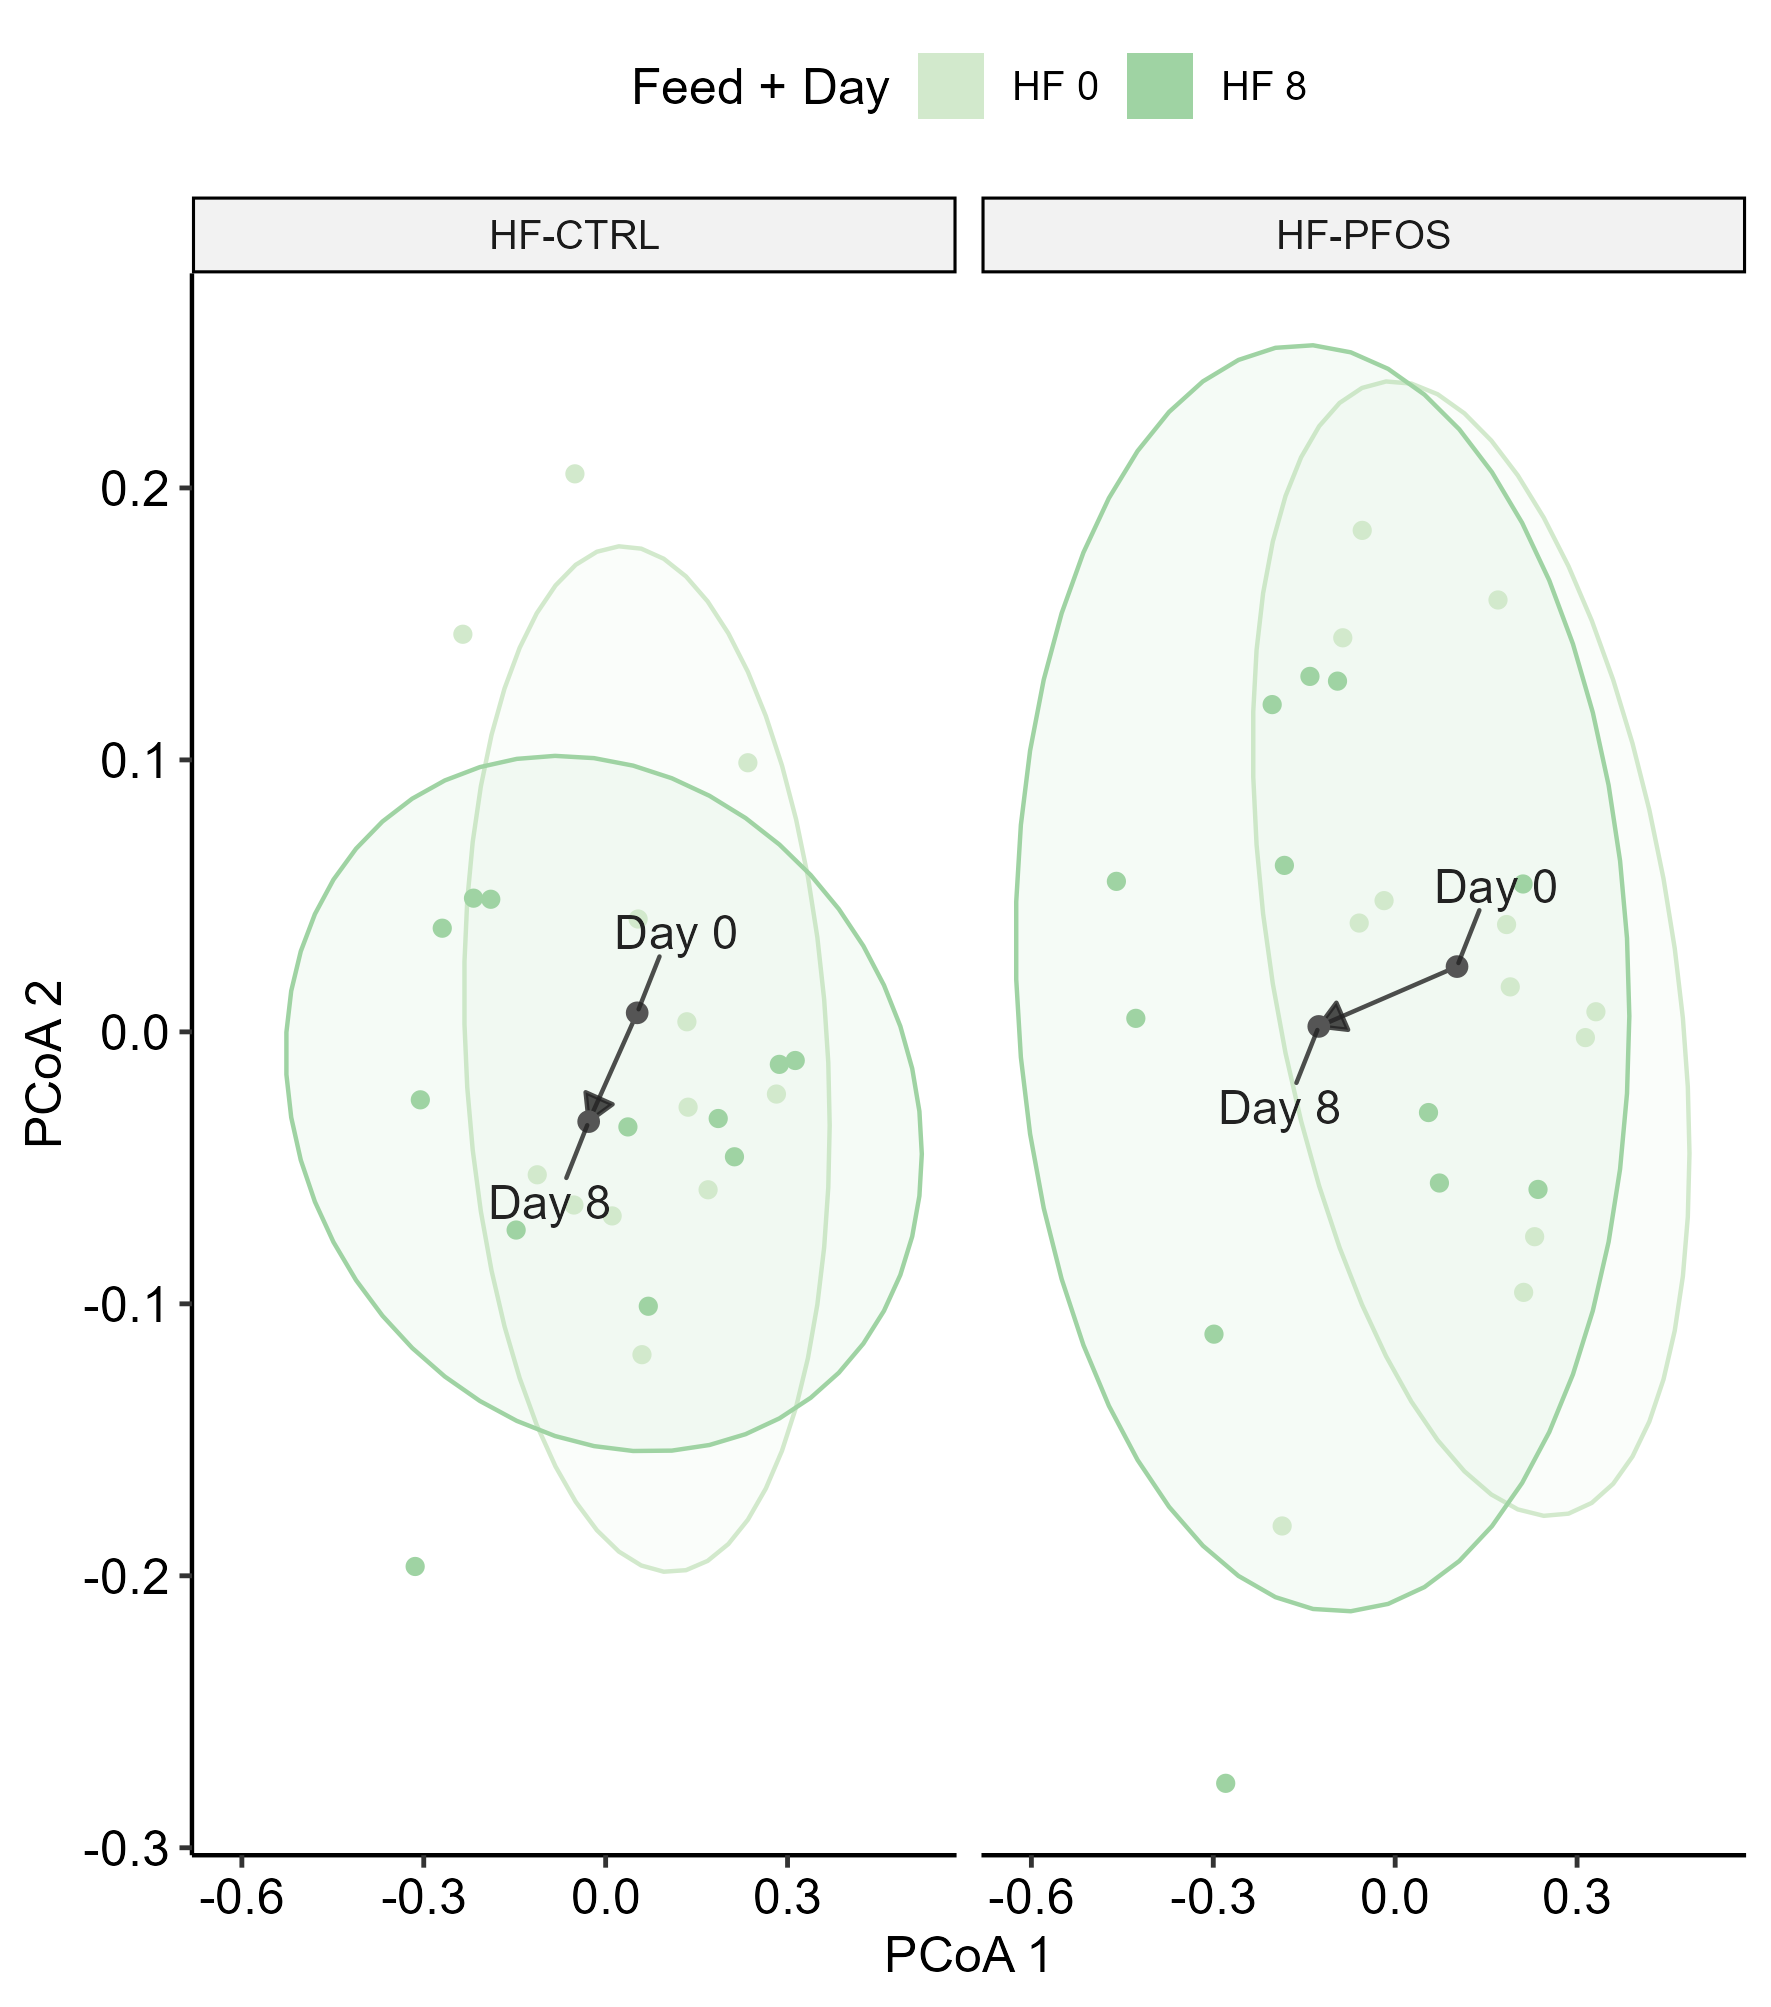 Feed + Day HF 0 HF 8
HF-CTRL HF-PFOS
0.2
0.1
0.0
-0.1
-0.2
-0.3
Day 0
Day 8
Day 0
Day 8
-0.6 -0.3 0.0 0.3 -0.6 -0.3 0.0 0.3
PCoA 1
PCoA 2